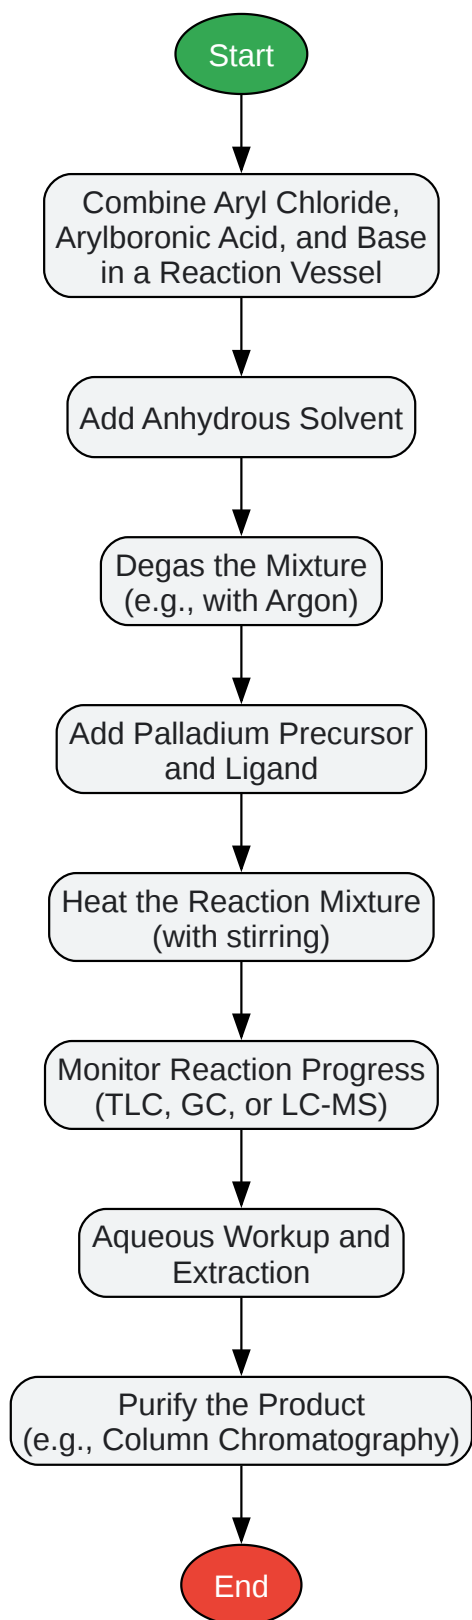 Start
Combine Aryl Chloride,
Arylboronic Acid, and Base
in a Reaction Vessel
Add Anhydrous Solvent
Degas the Mixture
(e.g., with Argon)
Add Palladium Precursor
and Ligand
Heat the Reaction Mixture
(with stirring)
Monitor Reaction Progress
(TLC, GC, or LC-MS)
Aqueous Workup and
Extraction
Purify the Product
(e.g., Column Chromatography)
End